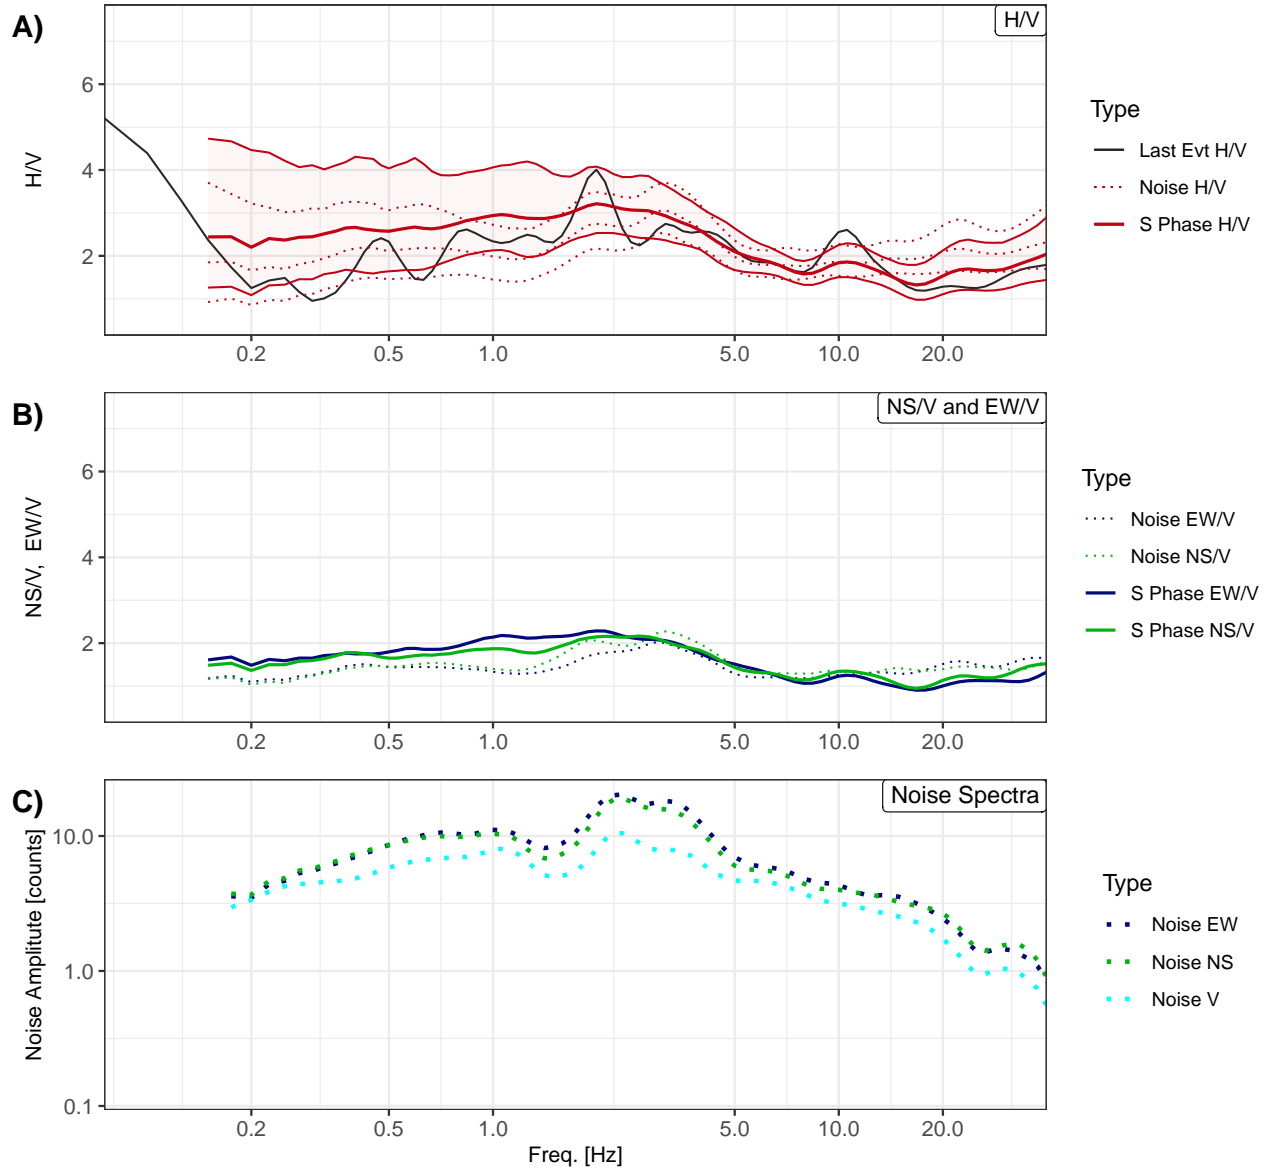 A)
H/V
6
4
2
H/V
0.2 0.5 1.0 5.0 10.0 20.0
Type
Last Evt H/V
Noise H/V
S Phase H/V
B)
NS/V and EW/V
6
4
2
NS/V, EW/V
0.2 0.5 1.0 5.0 10.0 20.0
Type
Noise EW/V
Noise NS/V
S Phase EW/V
S Phase NS/V
C)
Noise Spectra
10.0
1.0
0.1
Noise Amplitude [counts]
0.2 0.5 1.0 5.0 10.0 20.0
Freq. [Hz]
Type
Noise EW
Noise NS
Noise V